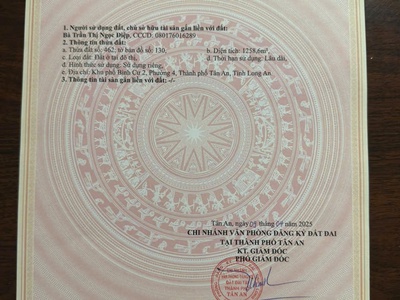 1. Người sử dụng đất, chủ sở hữu tài sản gắn liền với đất:
Bà Trần Thị Ngọc Diệp, CCCD: 080176016289
2. Thông tin thửa đất:
a. Thửa đất số: 462; tờ bản đồ số: 130, b. Diện tích: 1258,6m²
c. Loại đất: Đất ở tại đô thị, d. Thời hạn sử dụng: Lâu dài,
đ. Hình thức sử dụng: Sử dụng riêng,
e. Địa chỉ: Khu phố Bình Cư 2, Phường 4, Thành phố Tân An, Tỉnh Long An
3. Thông tin tài sản gắn liền với đất: -/-
Tân An, ngày 04 tháng 04 năm 2025
CHI NHÁNH VĂN PHÒNG ĐĂNG KÝ ĐẤT ĐAI
TẠI THÀNH PHỐ TÂN AN
KT. GIÁM ĐỐC
PHÓ GIÁM ĐỐC
TÂN AN